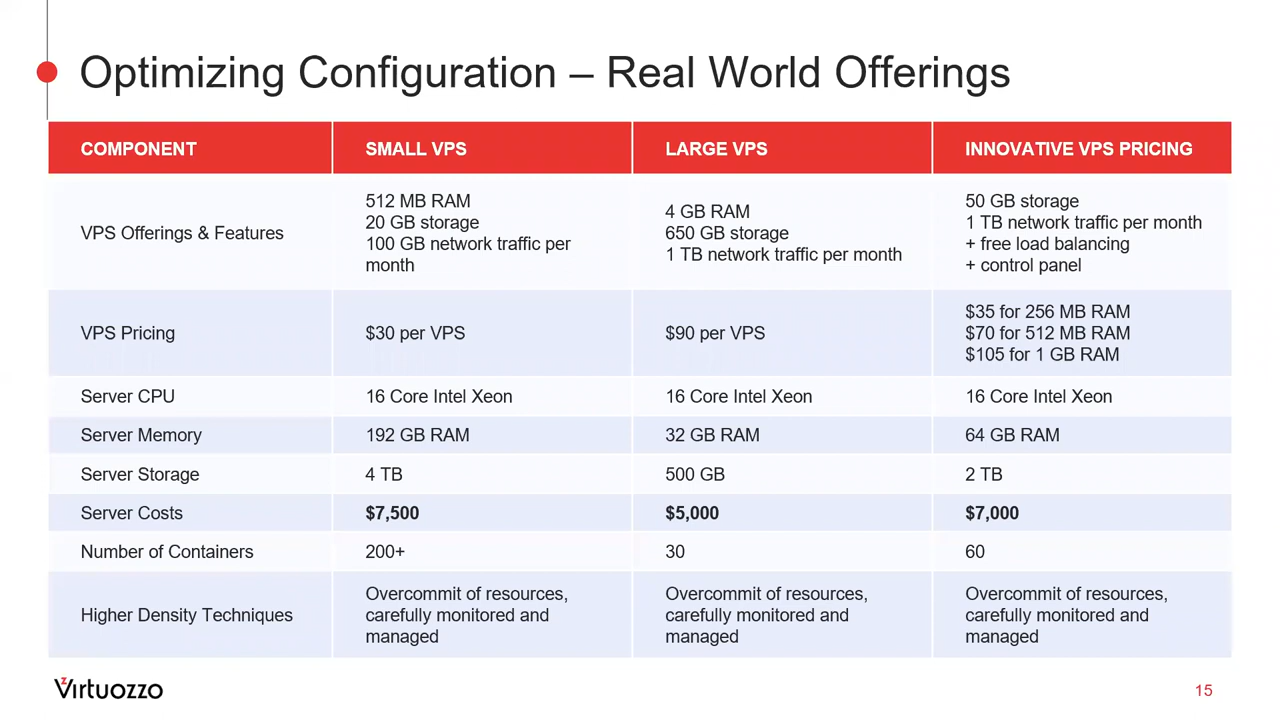 Optimizing Configuration – Real World Offerings
COMPONENT
SMALL VPS
LARGE VPS
INNOVATIVE VPS PRICING
VPS Offerings & Features
512 MB RAM
20 GB storage
100 GB network traffic per
month
4 GB RAM
650 GB storage
1 TB network traffic per month
50 GB storage
1 TB network traffic per month
+ free load balancing
+ control panel
VPS Pricing
$30 per VPS
$90 per VPS
$35 for 256 MB RAM
$70 for 512 MB RAM
$105 for 1 GB RAM
Server CPU
16 Core Intel Xeon
16 Core Intel Xeon
16 Core Intel Xeon
Server Memory
192 GB RAM
32 GB RAM
64 GB RAM
Server Storage
4 TB
500 GB
2 TB
Server Costs
$7,500
$5,000
$7,000
Number of Containers
200+
30
60
Higher Density Techniques
Overcommit of resources,
carefully monitored and
managed
Overcommit of resources,
carefully monitored and
managed
Overcommit of resources,
carefully monitored and
managed
Virtuozzo
15